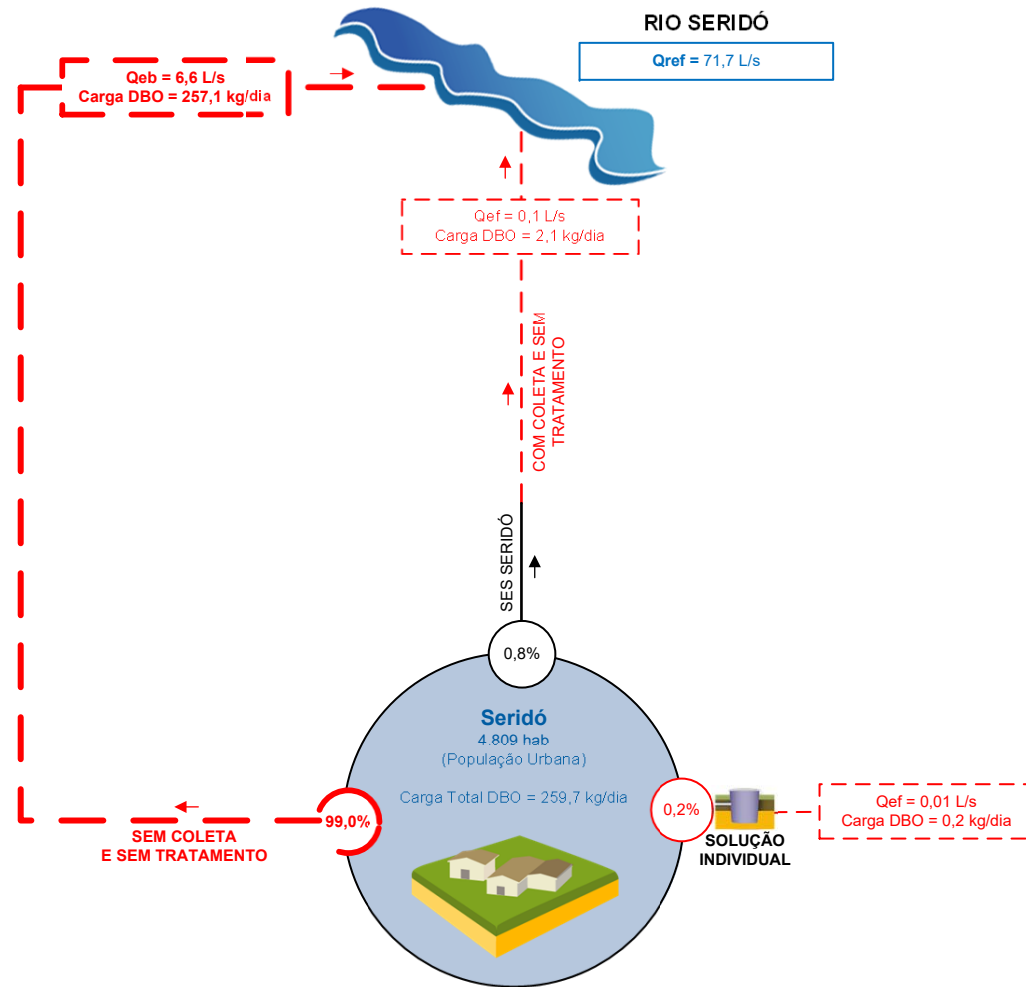 RIO SERIDÓ
Qref = 71,7 L/s
Qeb = 6,6 L/s
Carga DBO = 257,1 kg/dia
Qef = 0,1 L/s
Carga DBO = 2,1 kg/dia
COM COLETA E SEM
TRATAMENTO
SES SERIDÓ
0,8%
Seridó
4.809 hab
(População Urbana)
Carga Total DBO = 259,7 kg/dia
99,0%
SEM COLETA
E SEM TRATAMENTO
0,2%
SOLUÇÃO
INDIVIDUAL
Qef = 0,01 L/s
Carga DBO = 0,2 kg/dia